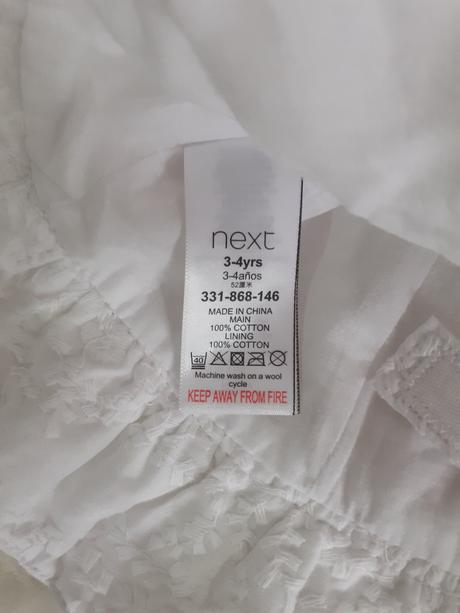 next
3-4yrs
3-4años
52厘米
331-868-146
MADE IN CHINA
MAIN
100% COTTON
LINING
100% COTTON
40
Machine wash on a wool
cycle
KEEP AWAY FROM FIRE